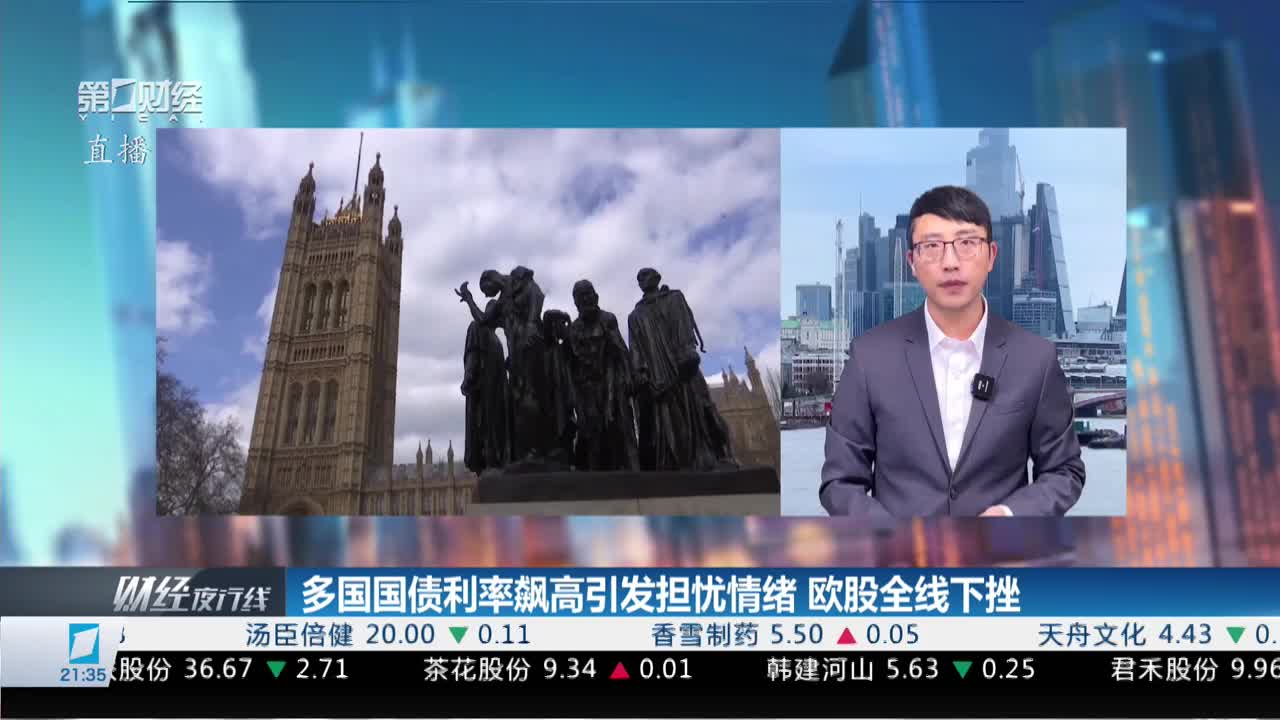 第一财经
YICAI
直播
财经夜行线
多国国债利率飙高引发担忧情绪 欧股全线下挫
汤臣倍健 20.00 ▼ 0.11 香雪制药 5.50 ▲ 0.05 天舟文化 4.43 ▼ 0.
21:35
股份 36.67 ▼ 2.71 茶花股份 9.34 ▲ 0.01 韩建河山 5.63 ▼ 0.25 君禾股份 9.96